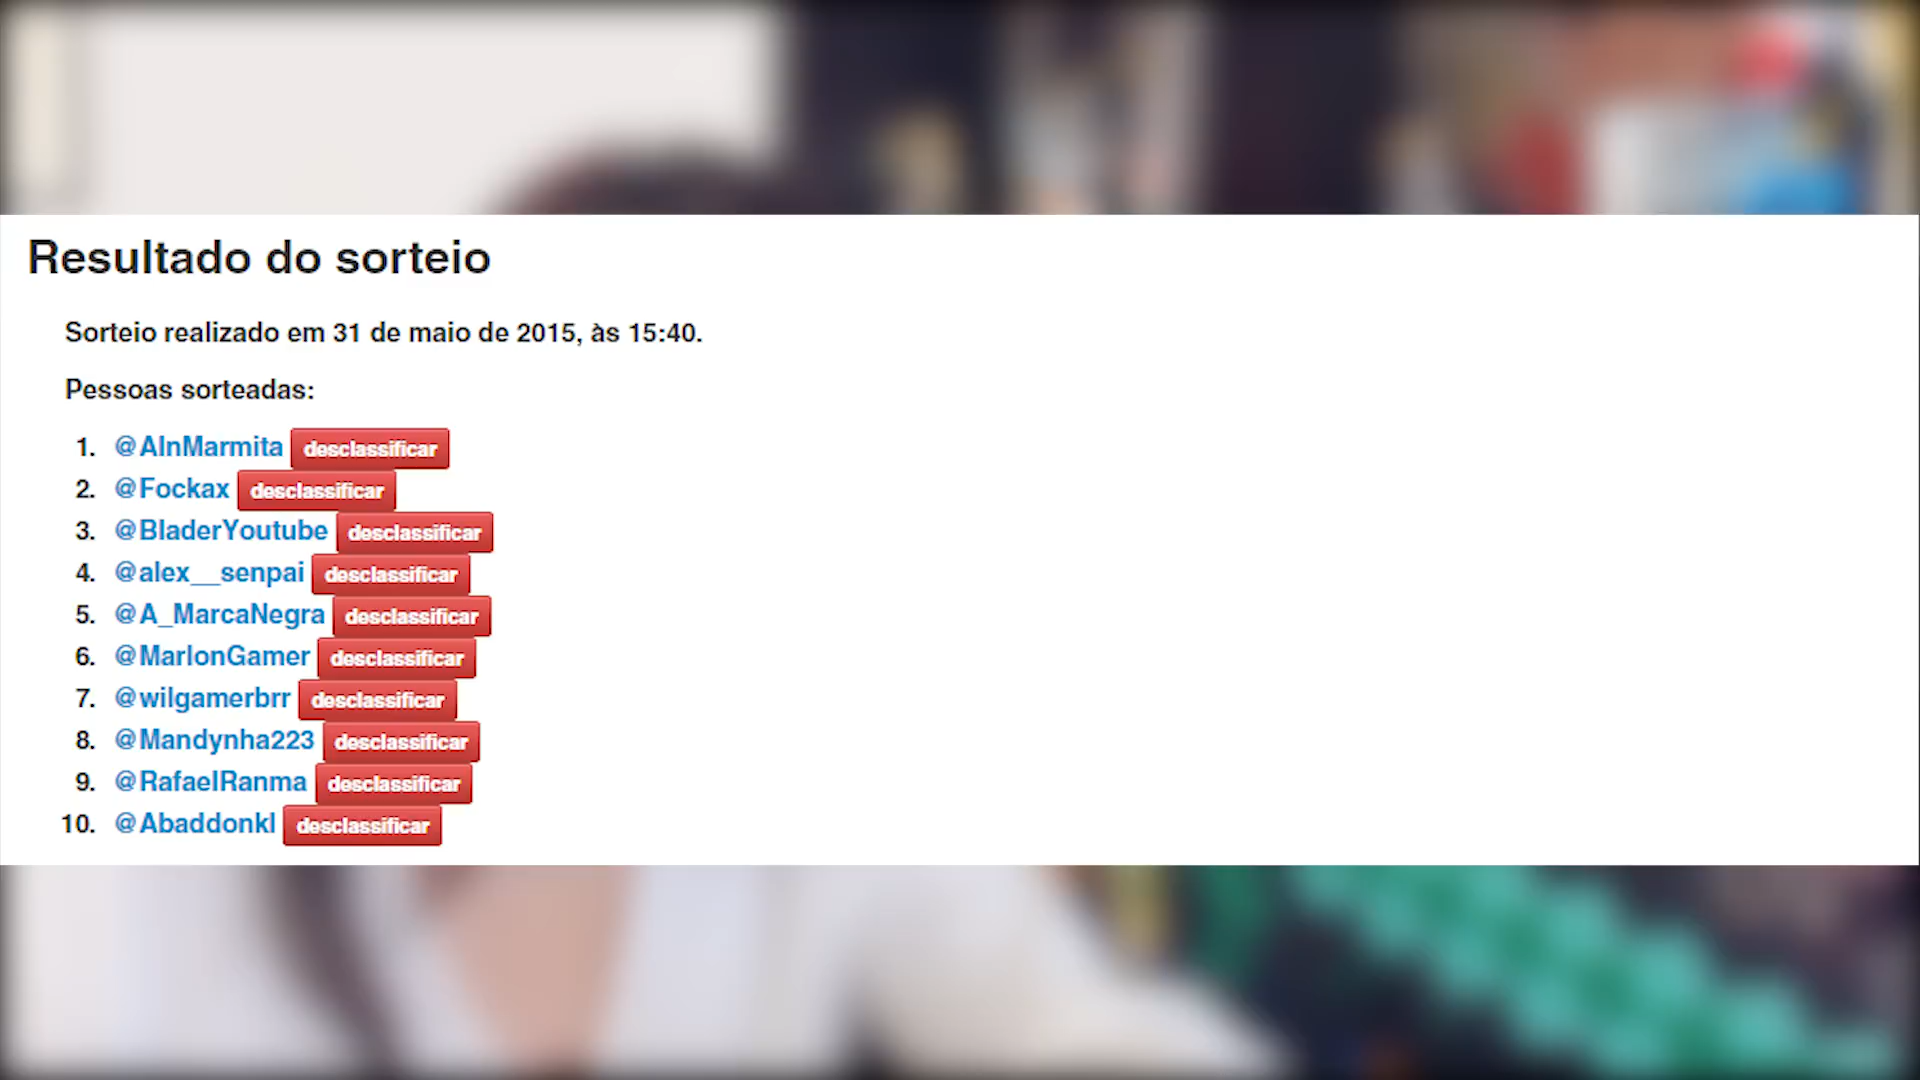 Resultado do sorteio
Sorteio realizado em 31 de maio de 2015, às 15:40.
Pessoas sorteadas:
1. @AlnMarmita desclassificar
2. @Fockax desclassificar
3. @BladerYoutube desclassificar
4. @alex__senpai desclassificar
5. @A_MarcaNegra desclassificar
6. @MarlonGamer desclassificar
7. @wilgamerbrr desclassificar
8. @Mandynha223 desclassificar
9. @RafaelRanma desclassificar
10. @Abaddonkl desclassificar